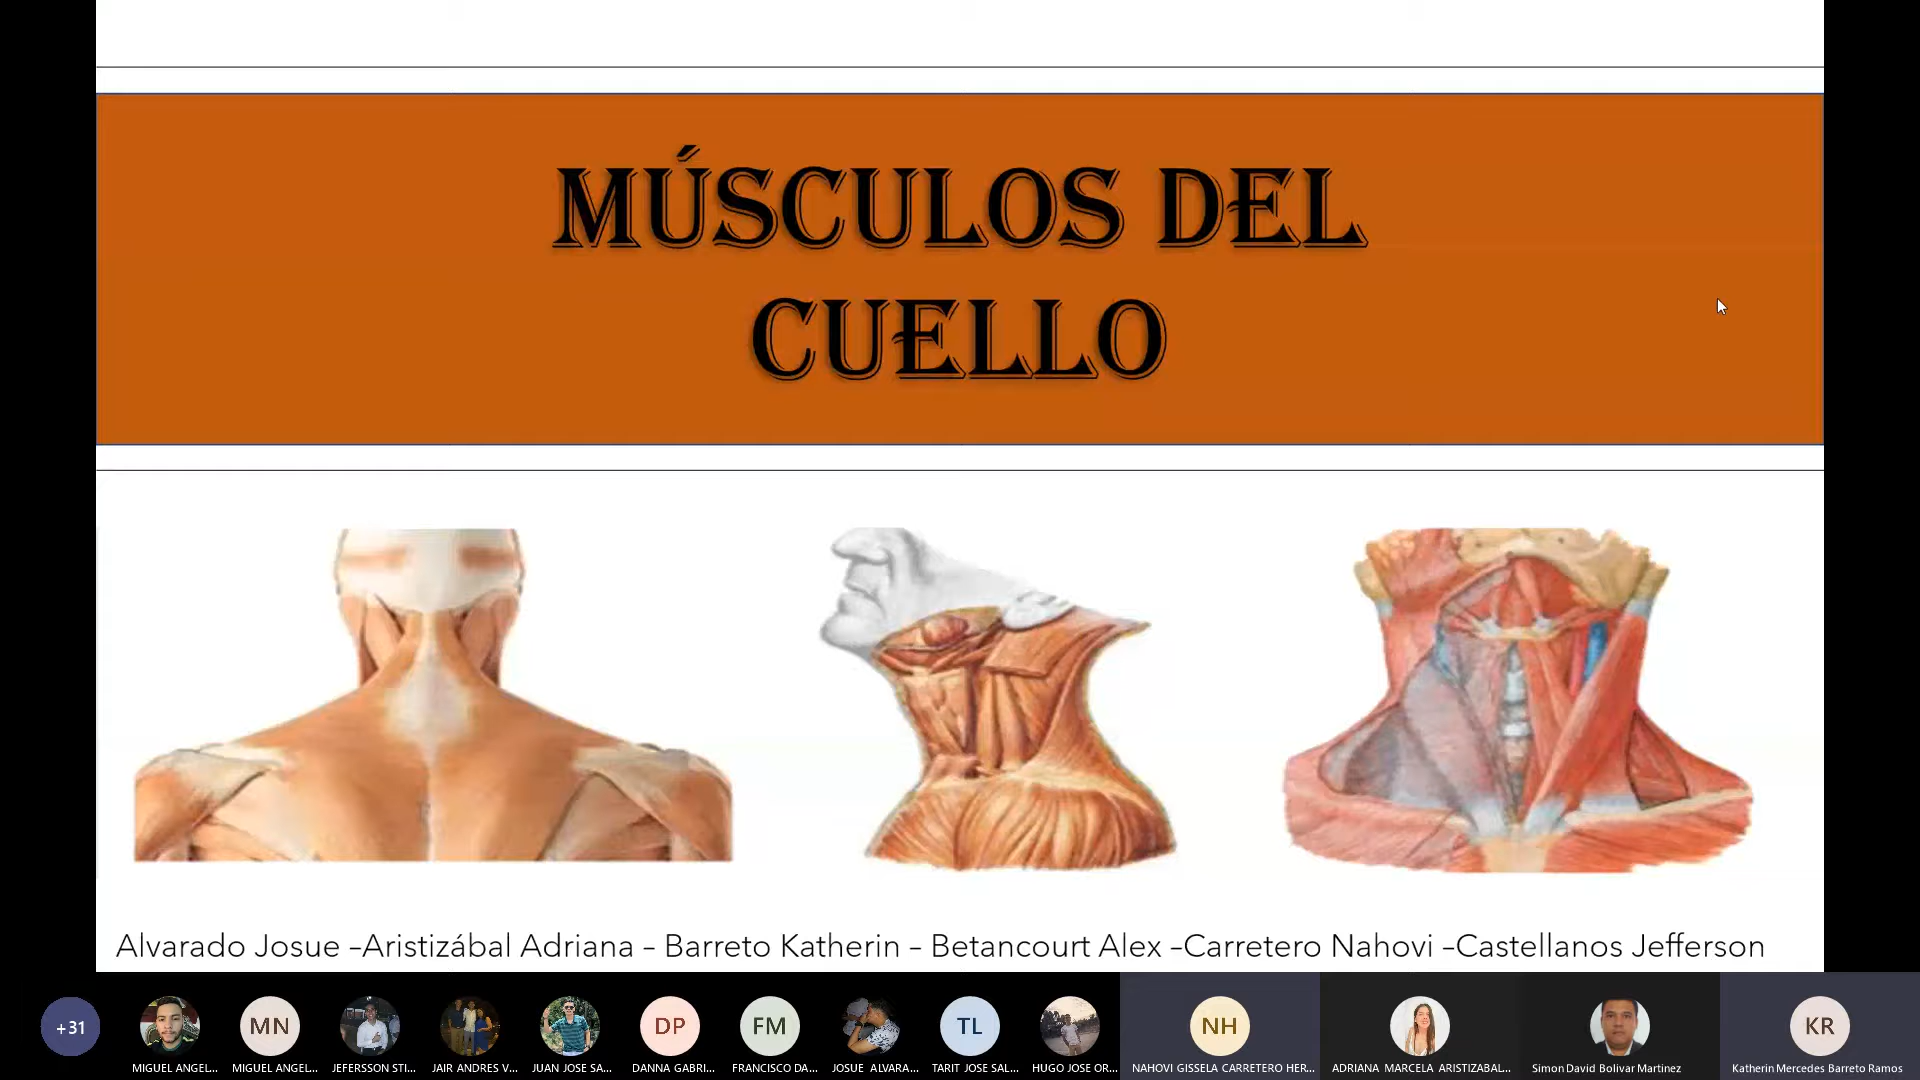 MÚSCULOS DEL
CUELLO
Alvarado Josue -Aristizábal Adriana - Barreto Katherin - Betancourt Alex -Carretero Nahovi -Castellanos Jefferson
+31
MN
DP
FM
TL
NH
KR
MIGUEL ANGEL...
MIGUEL ANGEL...
JEFERSSON STI...
JAIR ANDRES V...
JUAN JOSE SA...
DANNA GABRI...
FRANCISCO DA...
JOSUE ALVARA...
TARIT JOSE SAL...
HUGO JOSE OR...
NAHOVI GISSELA CARRETERO HER...
ADRIANA MARCELA ARISTIZABAL...
Simon David Bolivar Martinez
Katherin Mercedes Barreto Ramos